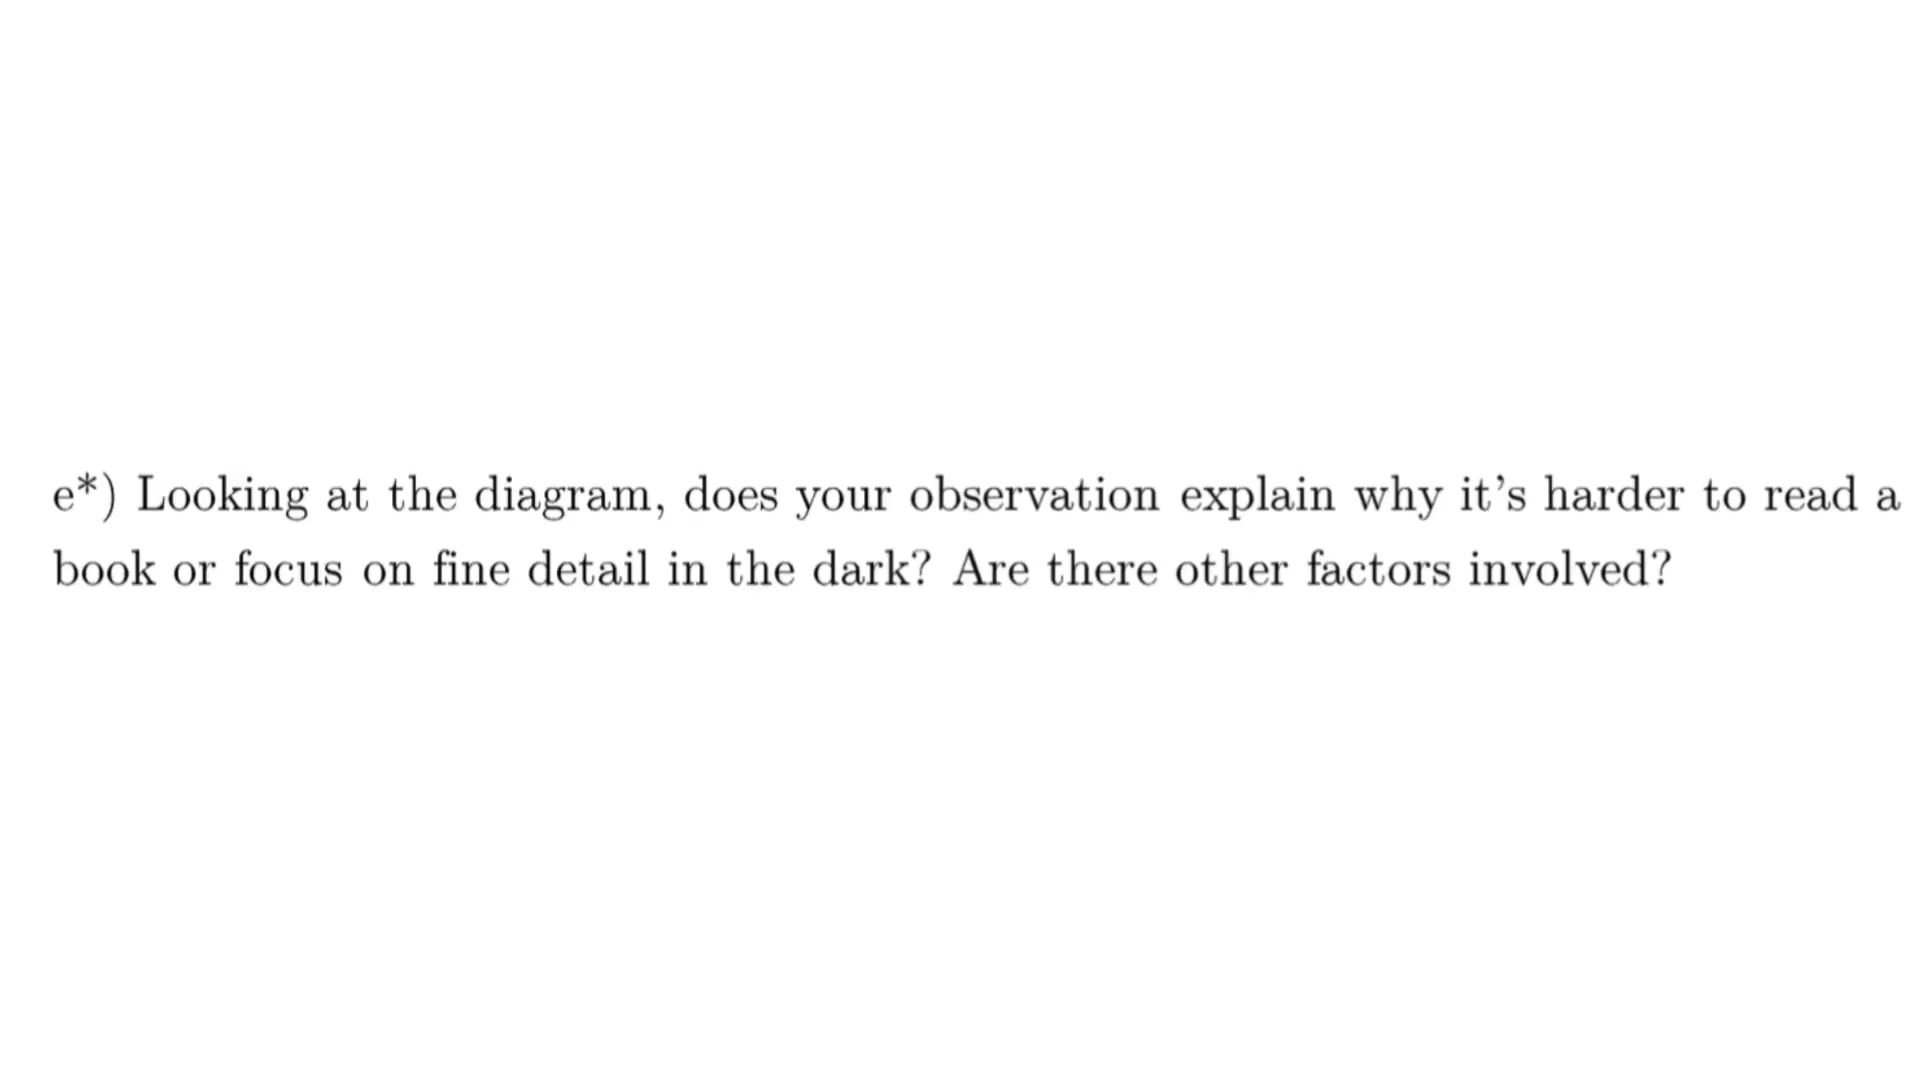 e*) Looking at the diagram, does your observation explain why it's harder to read a
book or focus on fine detail in the dark? Are there other factors involved?